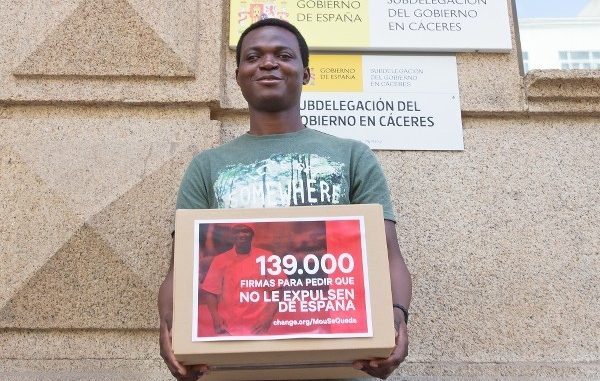 GOBIERNO
DE ESPAÑA
SUBDELEGACIÓN
DEL GOBIERNO
EN CÁCERES
GOBIERNO
DE ESPAÑA
SUBDELEGACIÓN
DEL GOBIERNO
EN CÁCERES
SUBDELEGACIÓN DEL
GOBIERNO EN CÁCERES
SOMEWHERE
139.000
FIRMAS PARA PEDIR QUE
NO LE EXPULSEN
DE ESPAÑA
change.org/MouSeQueda